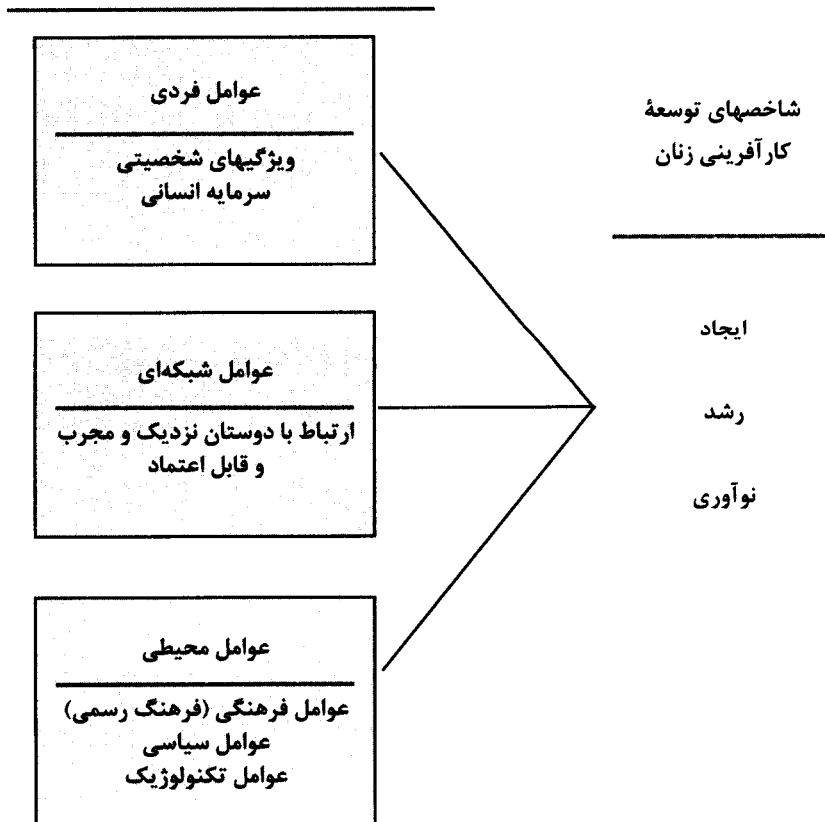 شاخصهای توسعهٔ
کارآفرینی زنان
ایجاد
رشد
نوآوری
عوامل فردی
ویژگیهای شخصیتی
سرمایه انسانی
عوامل شبکه‌ای
ارتباط با دوستان نزدیک و مجرب
و قابل اعتماد
عوامل محیطی
عوامل فرهنگی (فرهنگ رسمی)
عوامل سیاسی
عوامل تکنولوژیک